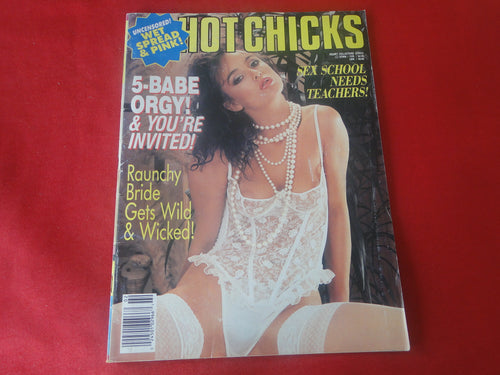 UNCENSORED!
WET
SPREAD
& PINK!
HOT CHICKS
5-BABE
ORGY!
& YOU'RE
INVITED!
SEX SCHOOL
NEEDS
TEACHERS!
Raunchy
Bride
Gets Wild
& Wicked!